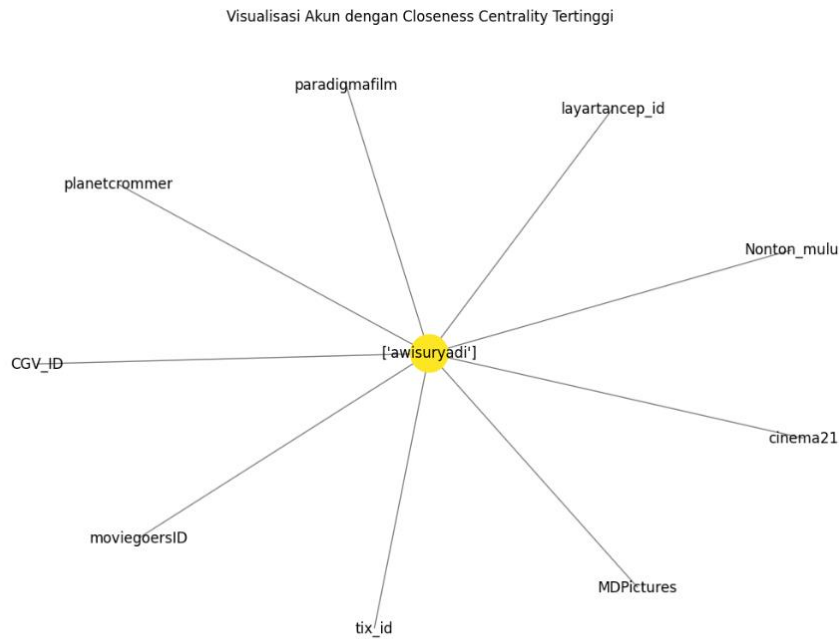 Visualisasi Akun dengan Closeness Centrality Tertinggi
paradigmafilm
layartancep_id
planetcrommer
Nonton_mulu
['awisuryadi']
CGV_ID
cinema21
moviegoersID
MDPictures
tix_id